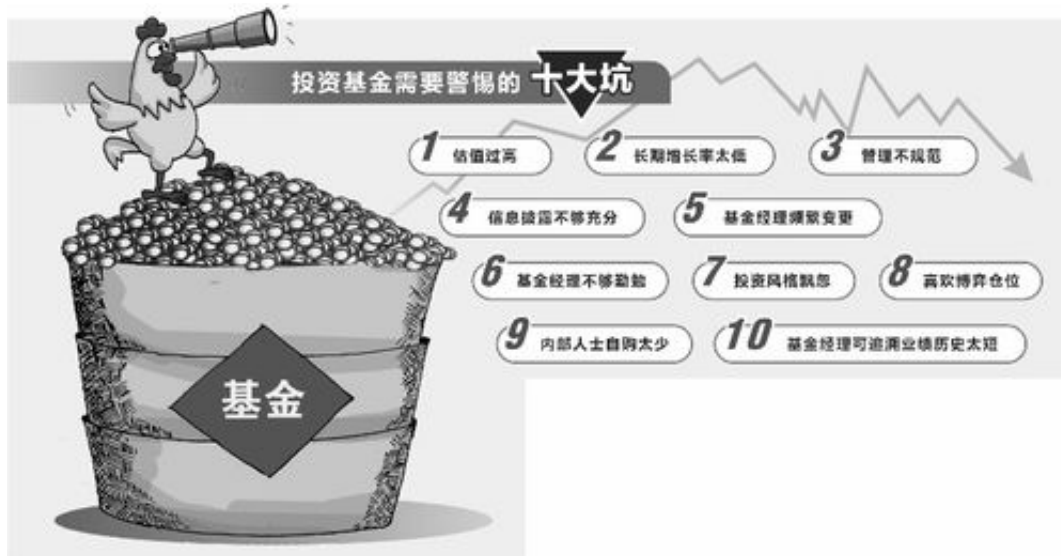 投资基金需要警惕的 十大坑
1 估值过高
2 长期增长率太低
3 管理不规范
4 信息披露不够充分
5 基金经理频繁变更
6 基金经理不够勤勉
7 投资风格飘忽
8 喜欢博弈仓位
9 内部人士自购太少
10 基金经理可追溯业绩历史太短
基金